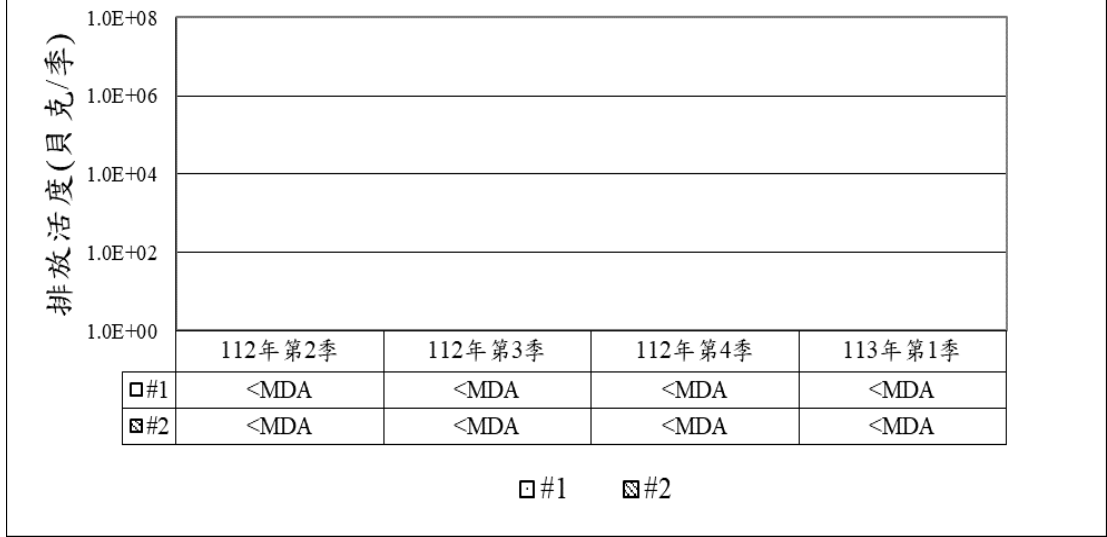 排放活度(貝克/季)
1.0E+08
1.0E+06
1.0E+04
1.0E+02
1.0E+00
112年第2季 112年第3季 112年第4季 113年第1季
#1 <MDA <MDA <MDA <MDA
#2 <MDA <MDA <MDA <MDA
#1 #2